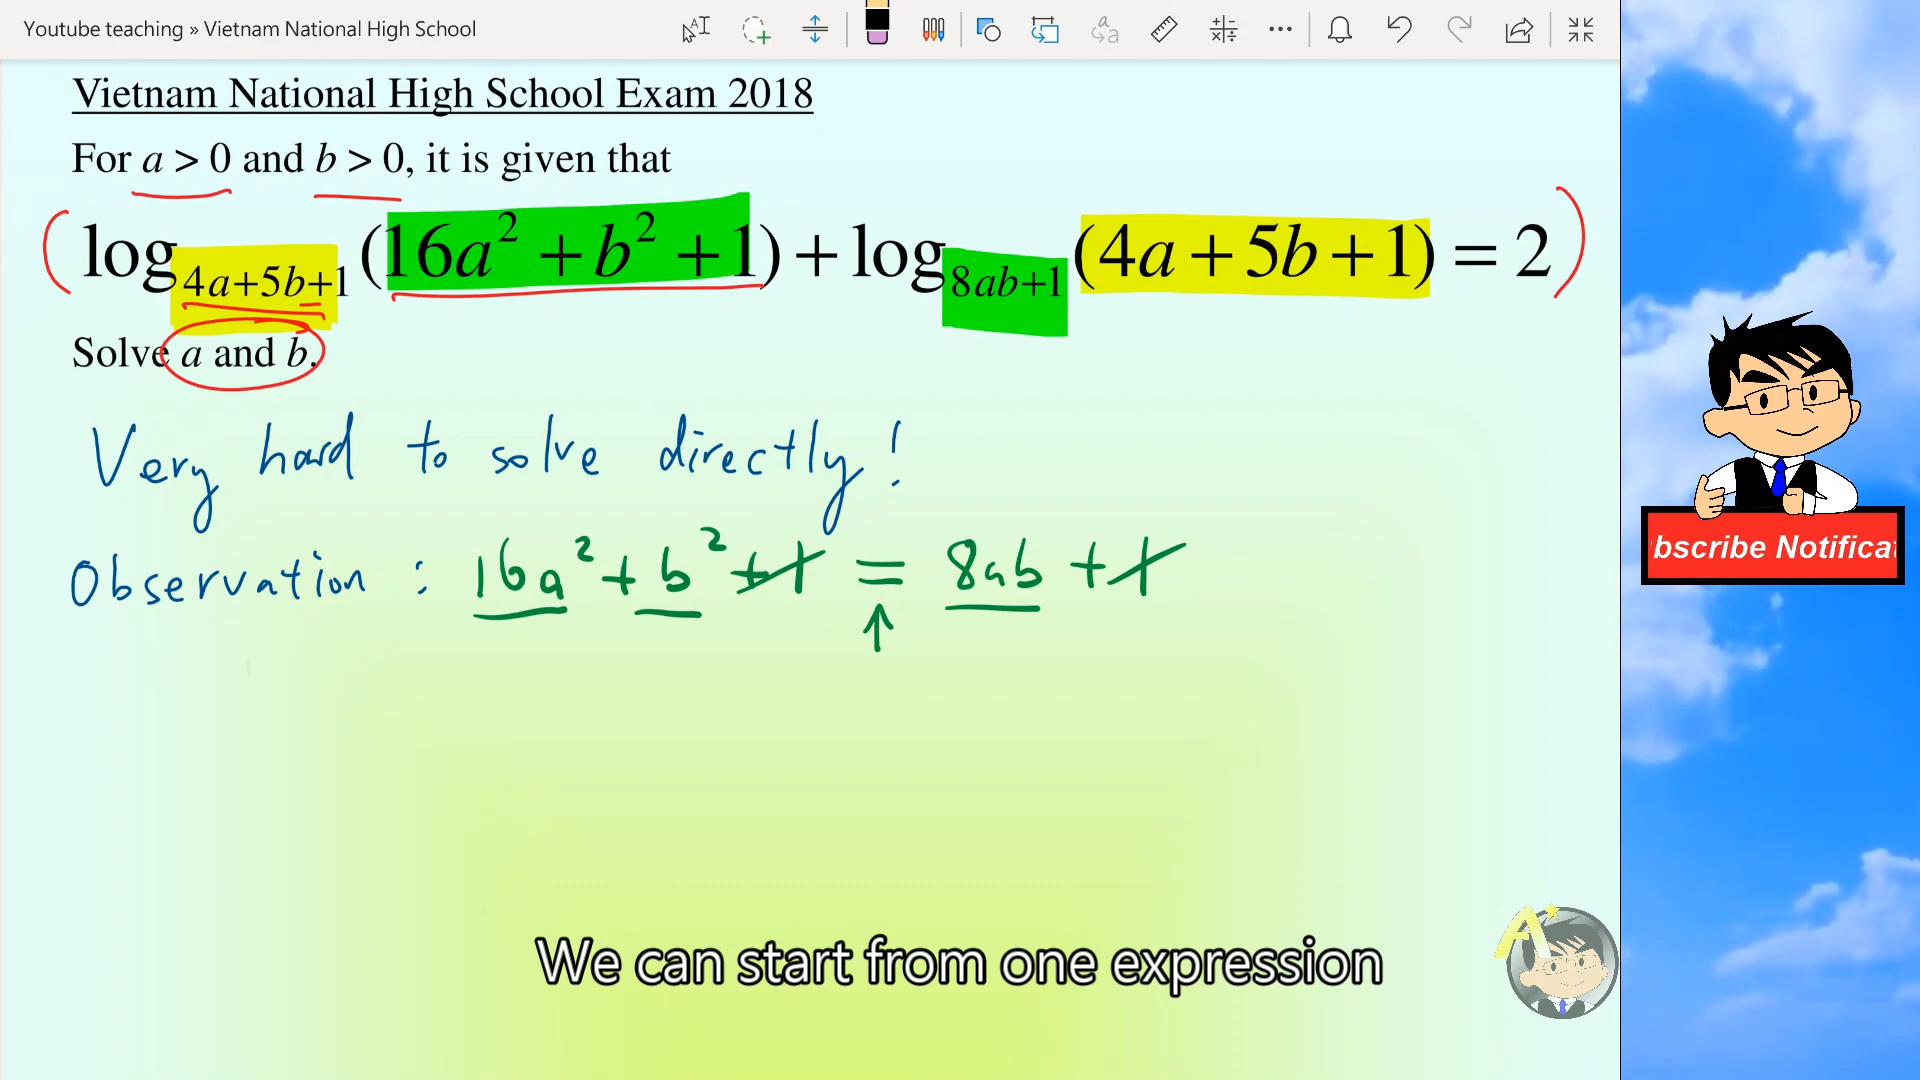 Youtube teaching » Vietnam National High School
Vietnam National High School Exam 2018
For a > 0 and b > 0, it is given that
log₄ₐ₊₅b₊₁ (16a² + b² + 1) + log₈ₐb₊₁ (4a + 5b + 1) = 2
Solve a and b.
Very hard to solve directly!
Observation : 16a² + b² + 1 = 8ab + 1
bscribe Notifica
We can start from one expression
A